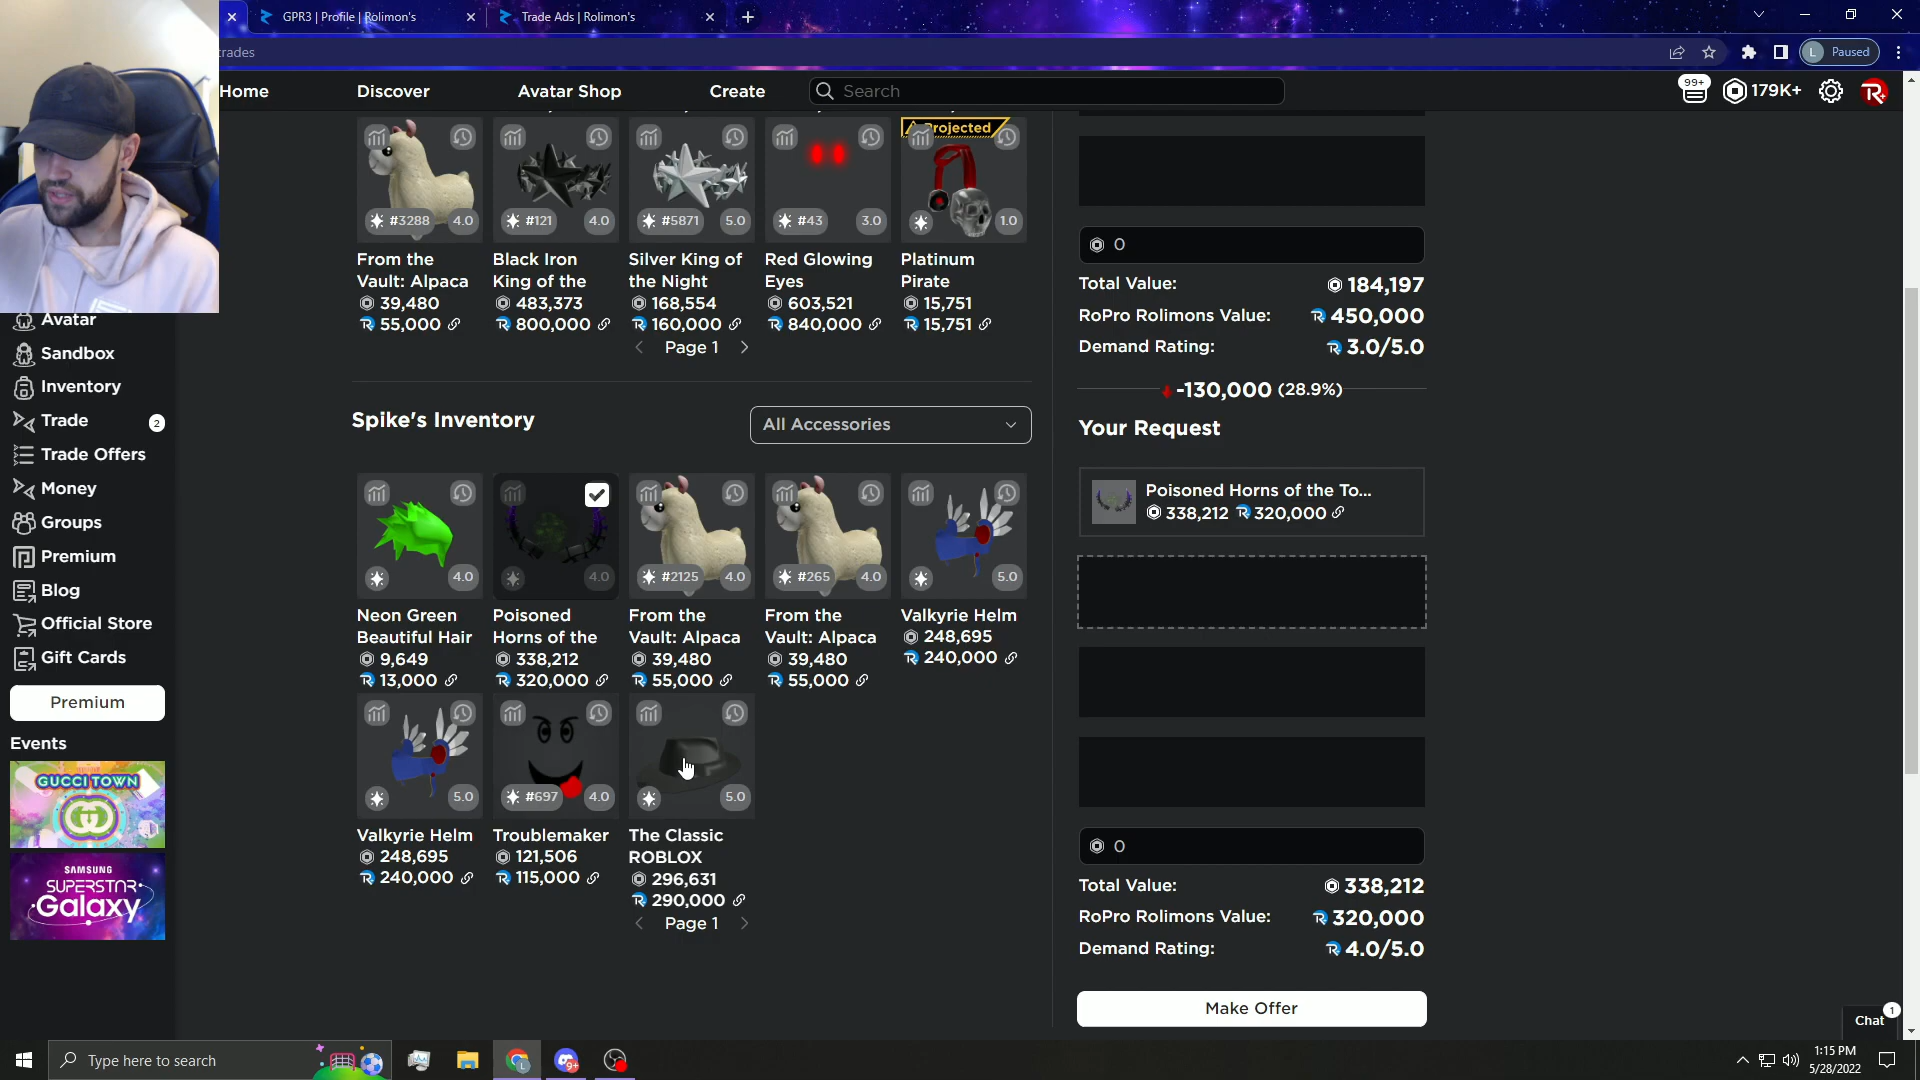 GPR3 | Profile | Rolimon's
Trade Ads | Rolimon's
trades
L Paused
Home
Discover
Avatar Shop
Create
Search
99+
179K+
#3288 4.0
#121 4.0
#5871 5.0
#43 3.0
Projected
1.0
From the
Vault: Alpaca
39,480
55,000
Black Iron
King of the
483,373
800,000
Silver King of
the Night
168,554
160,000
Red Glowing
Eyes
603,521
840,000
Platinum
Pirate
15,751
15,751
Page 1
Avatar
Sandbox
Inventory
Trade 2
Trade Offers
Money
Groups
Premium
Blog
Official Store
Gift Cards
Premium
Events
GUCCI TOWN
SAMSUNG
SUPERSTAR
Galaxy
Spike's Inventory
All Accessories
4.0
4.0
#2125 4.0
#265 4.0
5.0
Neon Green
Beautiful Hair
9,649
13,000
Poisoned
Horns of the
338,212
320,000
From the
Vault: Alpaca
39,480
55,000
From the
Vault: Alpaca
39,480
55,000
Valkyrie Helm
248,695
240,000
5.0
#697 4.0
5.0
Valkyrie Helm
248,695
240,000
Troublemaker
121,506
115,000
The Classic
ROBLOX
296,631
290,000
Page 1
0
Total Value: 184,197
RoPro Rolimons Value: 450,000
Demand Rating: 3.0/5.0
-130,000 (28.9%)
Your Request
Poisoned Horns of the To...
338,212 320,000
0
Total Value: 338,212
RoPro Rolimons Value: 320,000
Demand Rating: 4.0/5.0
Make Offer
Chat 1
Type here to search
9+
1:15 PM
5/28/2022